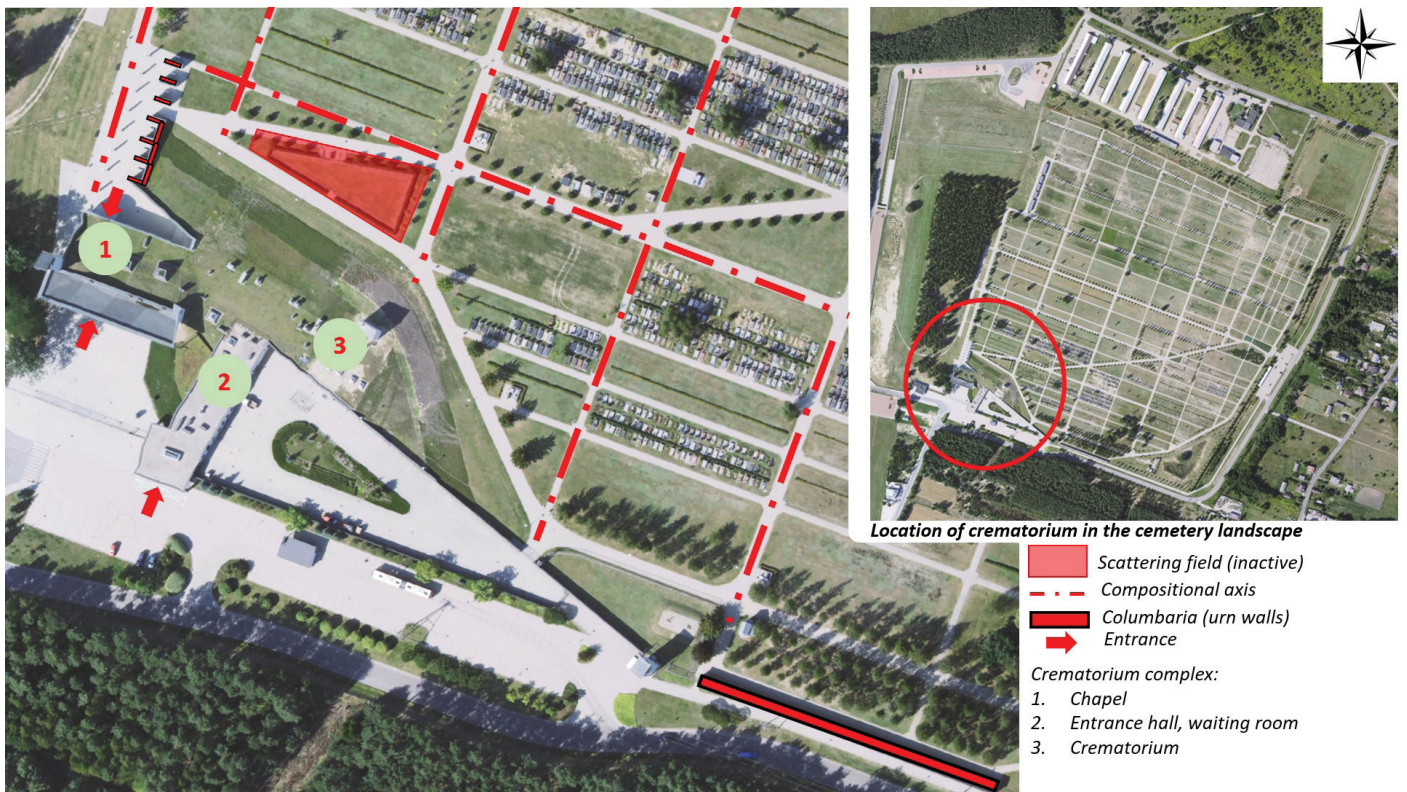 1
2
3
Location of crematorium in the cemetery landscape
Scattering field (inactive)
Compositional axis
Columbaria (urn walls)
Entrance
Crematorium complex:
1. Chapel
2. Entrance hall, waiting room
3. Crematorium